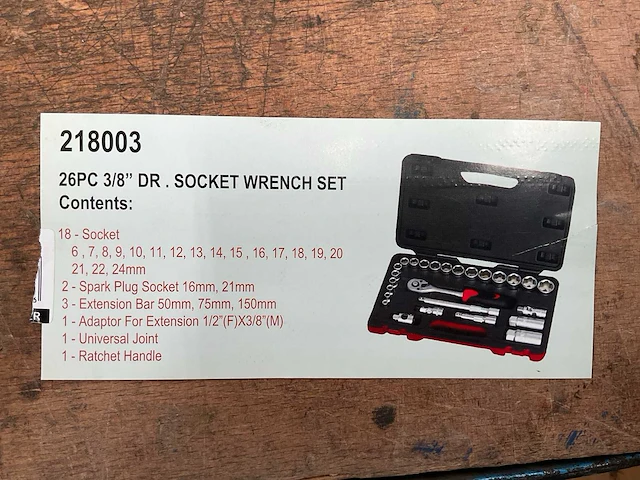 218003
26PC 3/8” DR . SOCKET WRENCH SET
Contents:
18 - Socket
6 , 7, 8, 9, 10, 11, 12, 13, 14, 15 , 16, 17, 18, 19, 20
21, 22, 24mm
2 - Spark Plug Socket 16mm, 21mm
3 - Extension Bar 50mm, 75mm, 150mm
1 - Adaptor For Extension 1/2”(F)X3/8”(M)
1 - Universal Joint
1 - Ratchet Handle
R